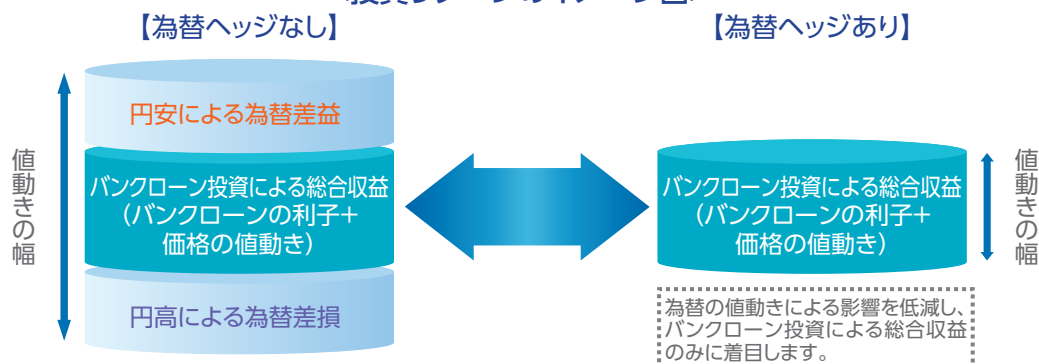 【為替ヘッジなし】
【為替ヘッジあり】
円安による為替差益
バンクローン投資による総合収益
(バンクローンの利子+
価格の値動き)
円高による為替差損
値動きの幅
バンクローン投資による総合収益
(バンクローンの利子+
価格の値動き)
値動きの幅
為替の値動きによる影響を低減し、
バンクローン投資による総合収益
のみに着目します。